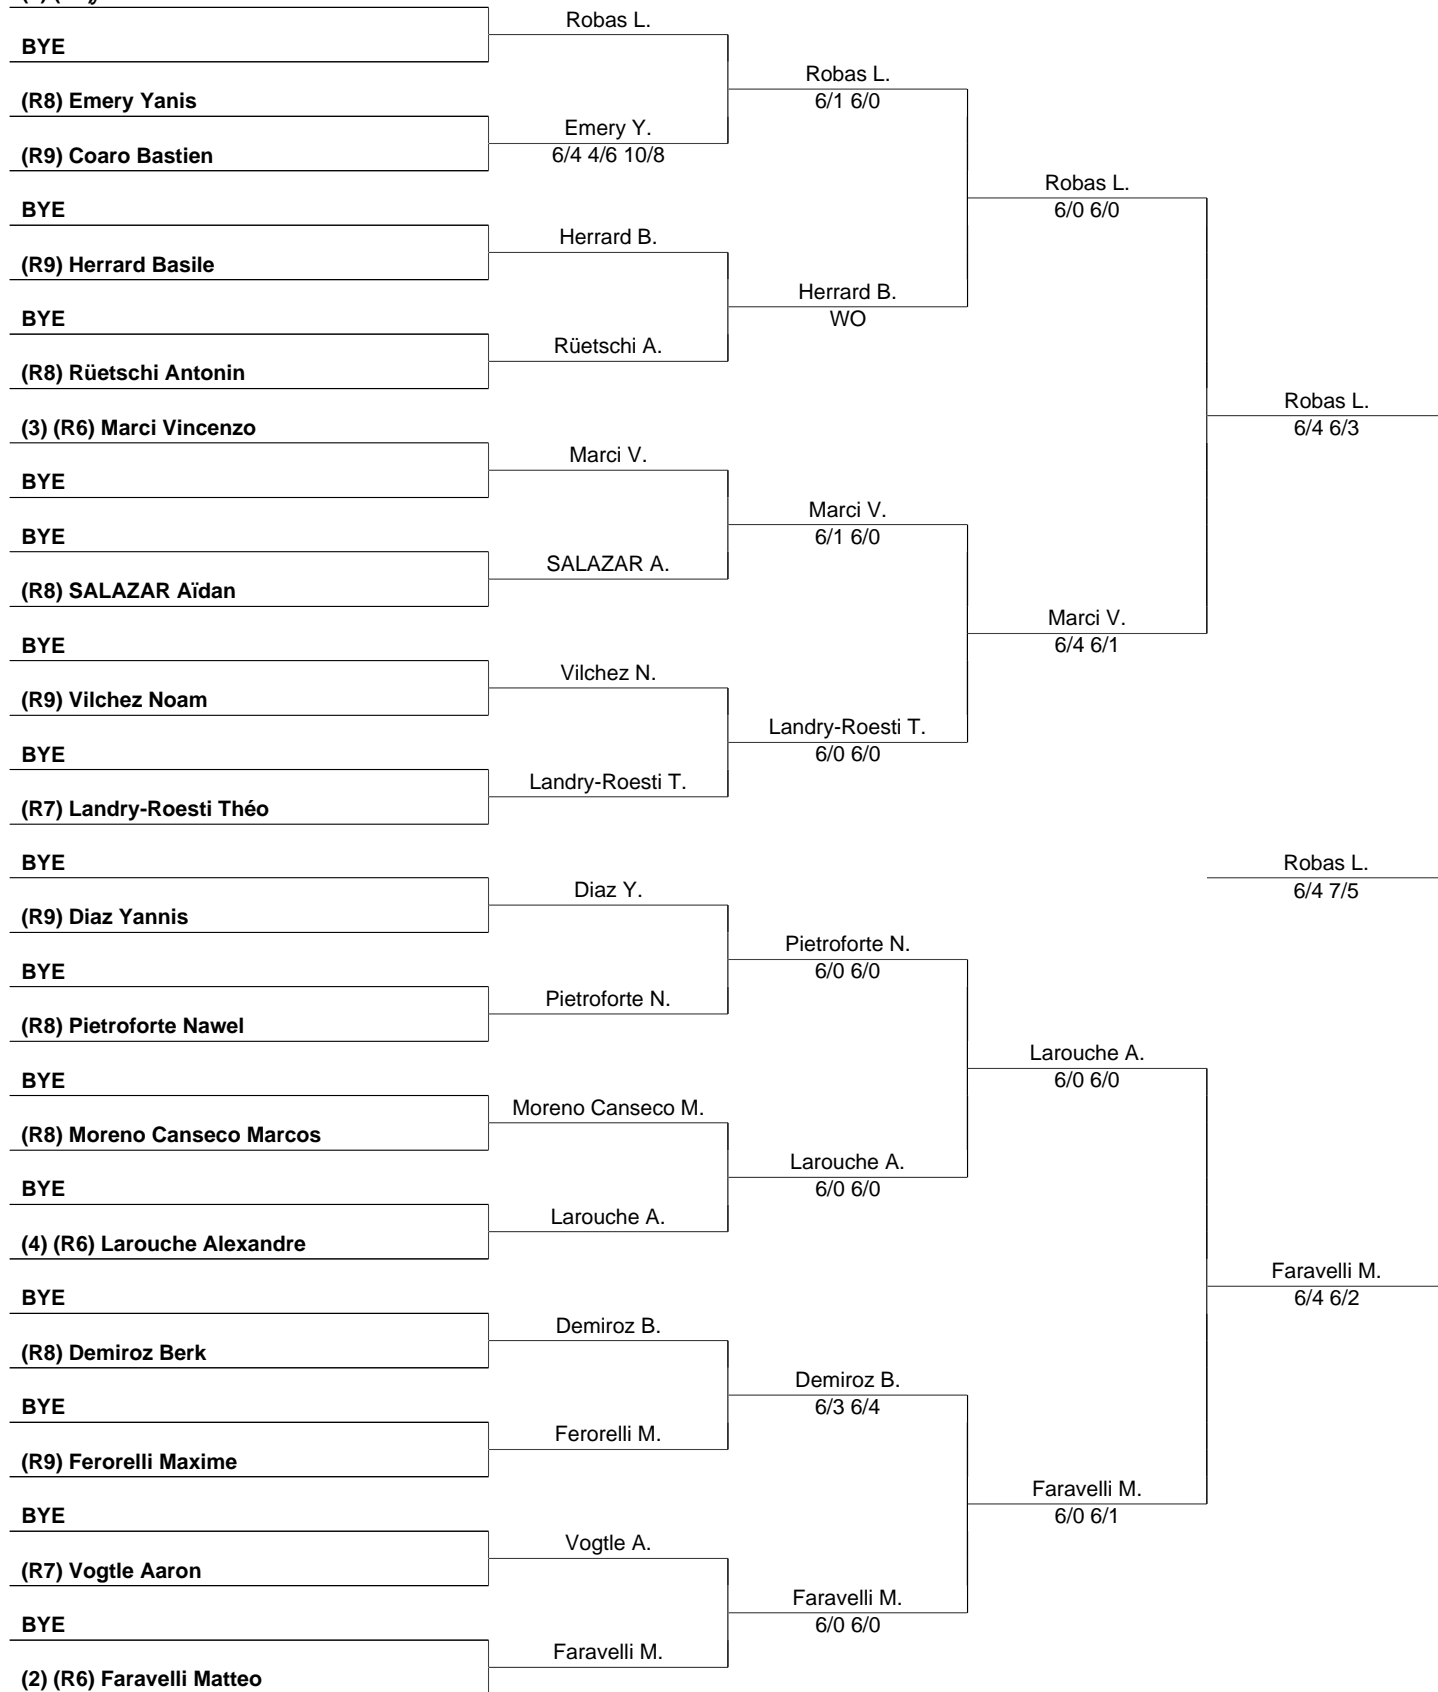 BYE
(R8) Emery Yanis
(R9) Coaro Bastien
BYE
(R9) Herrard Basile
BYE
(R8) Rüetschi Antonin
(3) (R6) Marci Vincenzo
BYE
BYE
(R8) SALAZAR Aïdan
BYE
(R9) Vilchez Noam
BYE
(R7) Landry-Roesti Théo
BYE
(R9) Diaz Yannis
BYE
(R8) Pietroforte Nawel
BYE
(R8) Moreno Canseco Marcos
BYE
(4) (R6) Larouche Alexandre
BYE
(R8) Demiroz Berk
BYE
(R9) Ferorelli Maxime
BYE
(R7) Vogtle Aaron
BYE
(2) (R6) Faravelli Matteo
Robas L.
Emery Y.
6/4 4/6 10/8
Herrard B.
Rüetschi A.
Marci V.
SALAZAR A.
Vilchez N.
Landry-Roesti T.
Diaz Y.
Pietroforte N.
Moreno Canseco M.
Larouche A.
Demiroz B.
Ferorelli M.
Vogtle A.
Faravelli M.
Robas L.
6/1 6/0
Herrard B.
WO
Marci V.
6/1 6/0
Landry-Roesti T.
6/0 6/0
Pietroforte N.
6/0 6/0
Larouche A.
6/0 6/0
Demiroz B.
6/3 6/4
Faravelli M.
6/0 6/0
Robas L.
6/0 6/0
Marci V.
6/4 6/1
Larouche A.
6/0 6/0
Faravelli M.
6/0 6/1
Robas L.
6/4 6/3
Robas L.
6/4 7/5
Faravelli M.
6/4 6/2